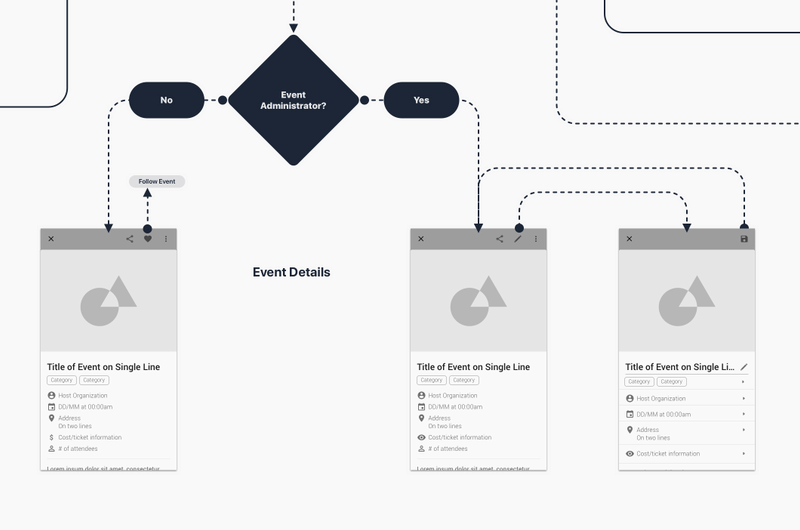 Event
Administrator?
No
Yes
Follow Event
Event Details
Title of Event on Single Line
Category
Category
Host Organization
DD/MM at 00:00am
Address
On two lines
$ Cost/ticket information
# of attendees
Lorem ipsum dolor sit amet, consectetur
Title of Event on Single Line
Category
Category
Host Organization
DD/MM at 00:00am
Address
On two lines
Cost/ticket information
# of attendees
Lorem ipsum dolor sit amet, consectetur
Title of Event on Single Li...
Category
Category
Host Organization
DD/MM at 00:00am
Address
On two lines
Cost/ticket information